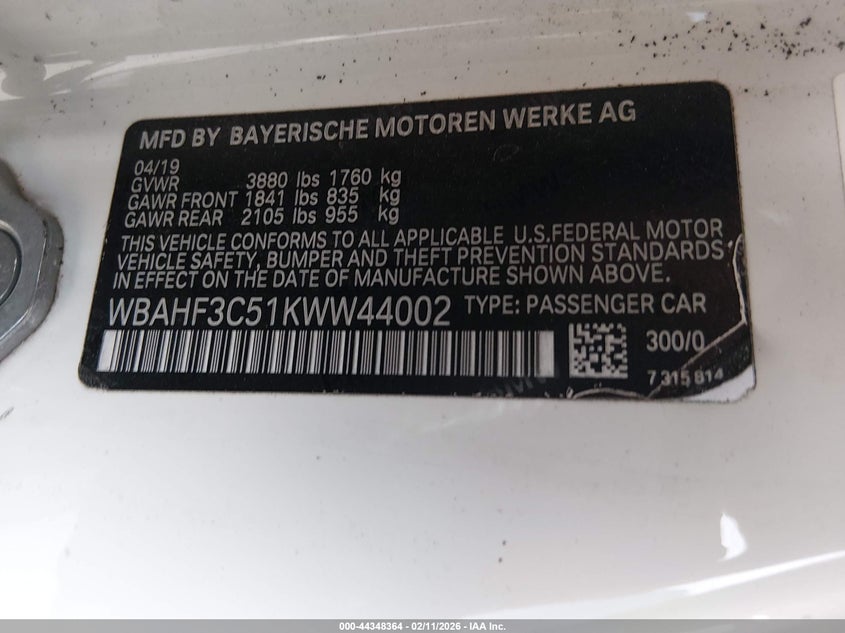 MFD BY BAYERISCHE MOTOREN WERKE AG
04/19
GVWR 3880 lbs 1760 kg
GAWR FRONT 1841 lbs 835 kg
GAWR REAR 2105 lbs 955 kg
THIS VEHICLE CONFORMS TO ALL APPLICABLE U.S.FEDERAL MOTOR
VEHICLE SAFETY, BUMPER AND THEFT PREVENTION STANDARDS
IN EFFECT ON THE DATE OF MANUFACTURE SHOWN ABOVE.
WBAHF3C51KWW44002 TYPE: PASSENGER CAR
300/0
7 315 814
000-44348364 - 02/11/2026 - IAA Inc.